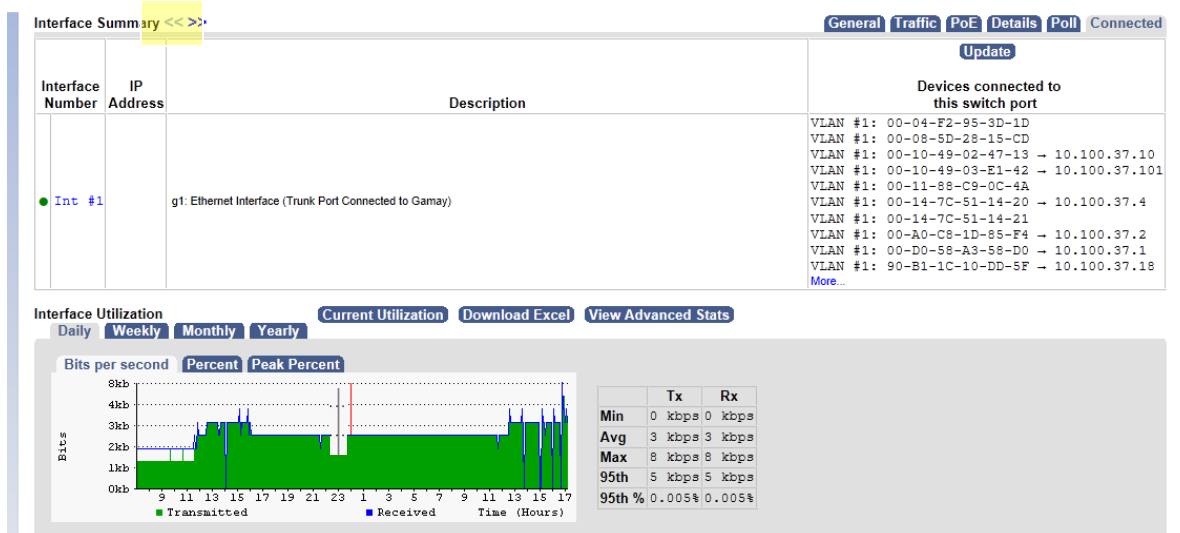 Interface Summary << >>
General Traffic PoE Details Poll Connected
Update
Interface Number
IP Address
Description
Devices connected to
this switch port
Int #1
g1: Ethernet Interface (Trunk Port Connected to Gamay)
VLAN #1: 00-04-F2-95-3D-1D
VLAN #1: 00-08-5D-28-15-CD
VLAN #1: 00-10-49-02-47-13 → 10.100.37.10
VLAN #1: 00-10-49-03-E1-42 → 10.100.37.101
VLAN #1: 00-11-88-C9-0C-4A
VLAN #1: 00-14-7C-51-14-20 → 10.100.37.4
VLAN #1: 00-14-7C-51-14-21
VLAN #1: 00-A0-C8-1D-85-F4 → 10.100.37.2
VLAN #1: 00-D0-58-A3-58-D0 → 10.100.37.1
VLAN #1: 90-B1-1C-10-DD-5F → 10.100.37.18
More...
Interface Utilization
Current Utilization Download Excel View Advanced Stats
Daily Weekly Monthly Yearly
Bits per second Percent Peak Percent
8kb
4kb
3kb
2kb
1kb
0kb
Bits
9 11 13 15 17 19 21 23 1 3 5 7 9 11 13 15 17
Transmitted Received Time (Hours)
Tx Rx
Min 0 kbps 0 kbps
Avg 3 kbps 3 kbps
Max 8 kbps 8 kbps
95th 5 kbps 5 kbps
95th % 0.005% 0.005%